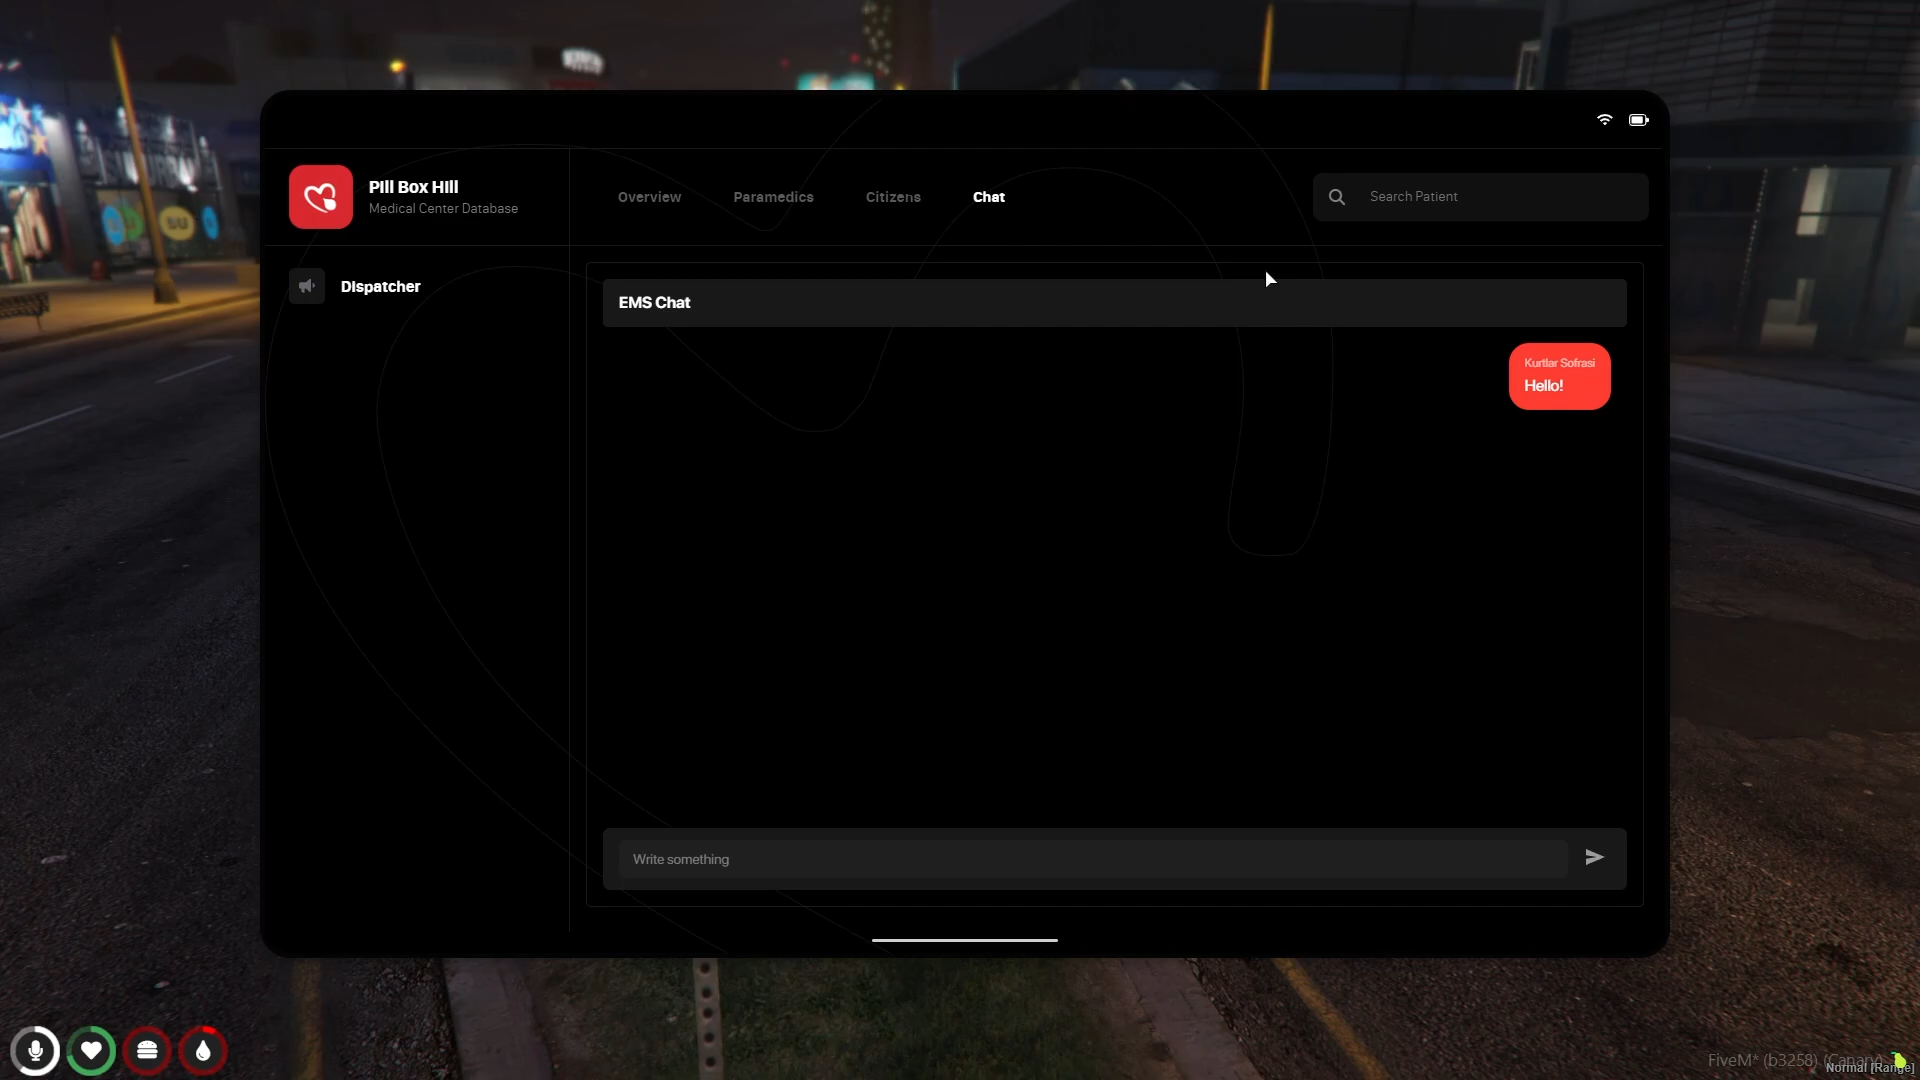 Pill Box Hill
Medical Center Database
Overview
Paramedics
Citizens
Chat
Search Patient
Dispatcher
EMS Chat
Kurtlar Sofrasi
Hello!
Write something
FiveM* (b3258) (Canary)
Normal [Range]